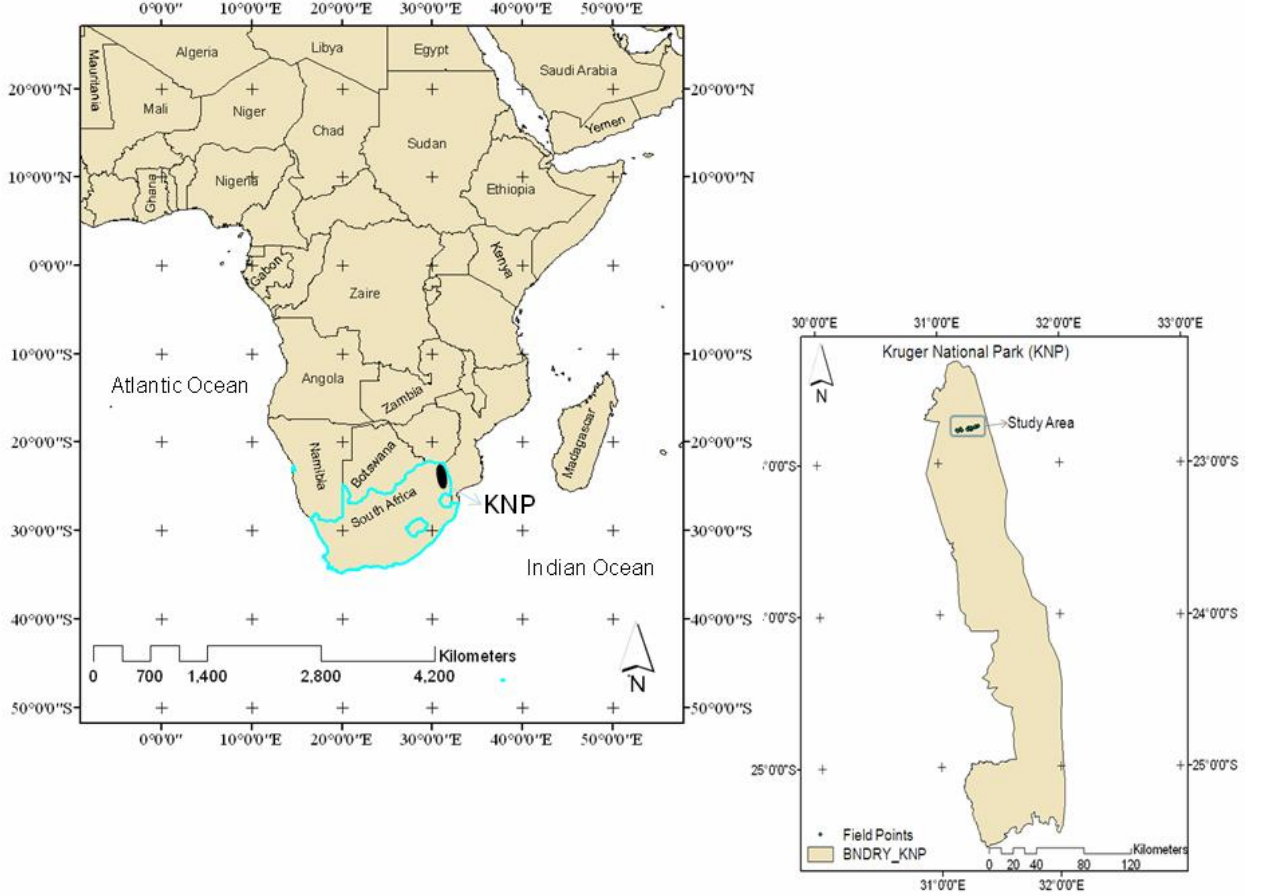 0°0'0" 10°0'0"E 20°0'0"E 30°0'0"E 40°0'0"E 50°0'0"E
Algeria
Libya
Egypt
Mauritania
Saudi Arabia
20°0'0"N
20°0'0"N
Mali
Niger
Chad
Yemen
Sudan
10°0'0"N
10°0'0"N
Ghana
Nigeria
Ethiopia
Kenya
0°0'0"
0°0'0"
Gabon
Zaire
10°0'0"S
10°0'0"S
Atlantic Ocean
Angola
Zambia
Madagascar
20°0'0"S
20°0'0"S
Namibia
Botswana
South Africa
KNP
30°0'0"S
30°0'0"S
Indian Ocean
40°0'0"S
40°0'0"S
Kilometers
0 700 1,400 2,800 4,200
N
50°0'0"S
50°0'0"S
0°0'0" 10°0'0"E 20°0'0"E 30°0'0"E 40°0'0"E 50°0'0"E
30°0'0"E 31°0'0"E 32°0'0"E 33°0'0"E
Kruger National Park (KNP)
N
Study Area
23°0'0"S
24°0'0"S
25°0'0"S
25°0'0"S
Field Points
BNDRY_KNP
Kilometers
0 20 40 80 120
31°0'0"E 32°0'0"E